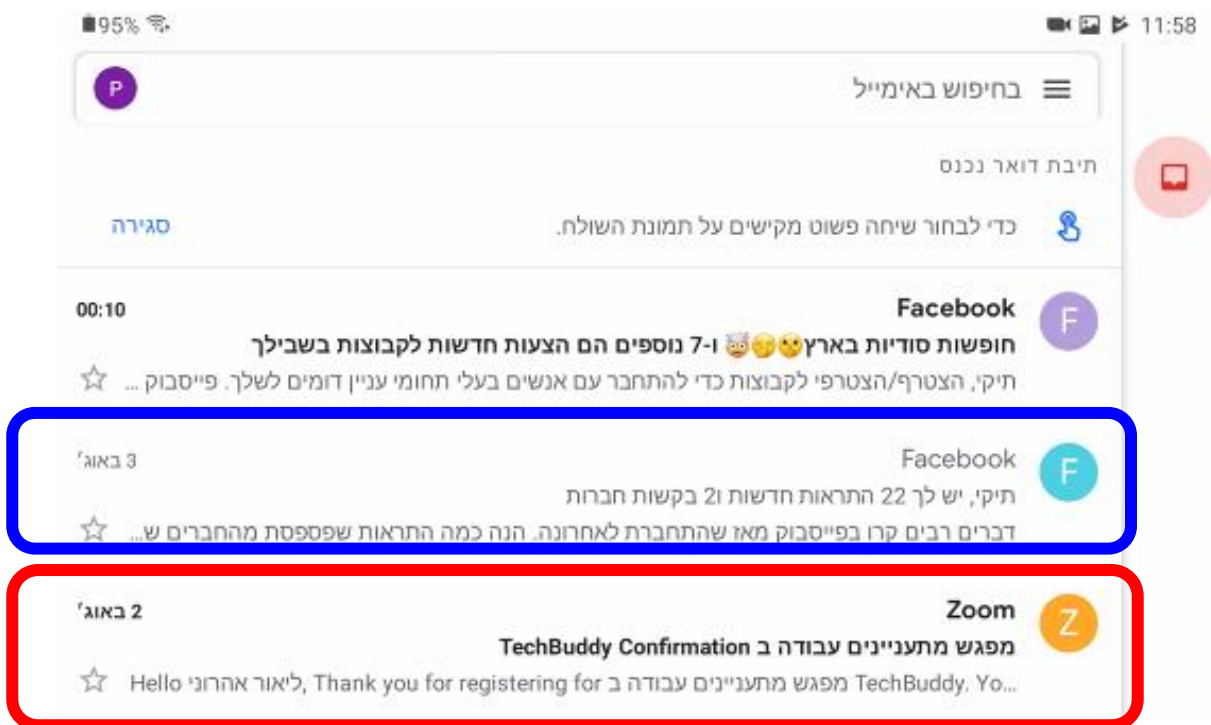 95% 11:58
בחיפוש באימייל P
תיבת דואר נכנס
כדי לבחור שיחה פשוט מקישים על תמונת השולח. סגירה
F Facebook 00:10
חופשות סודיות בארץ🤫🤫🤯 ו-7 נוספים הם הצעות חדשות לקבוצות בשבילך
תיקי, הצטרף/הצטרפי לקבוצות כדי להתחבר עם אנשים בעלי תחומי עניין דומים לשלך. פייסבוק ...
F Facebook 3 באוג׳
תיקי, יש לך 22 התראות חדשות ו2 בקשות חברות
דברים רבים קרו בפייסבוק מאז שהתחברת לאחרונה. הנה כמה התראות שפספסת מהחברים ש...
Z Zoom 2 באוג׳
מפגש מתעניינים עבודה ב TechBuddy Confirmation
Hello ליאור אהרוני, Thank you for registering for מפגש מתעניינים עבודה ב TechBuddy. Yo...